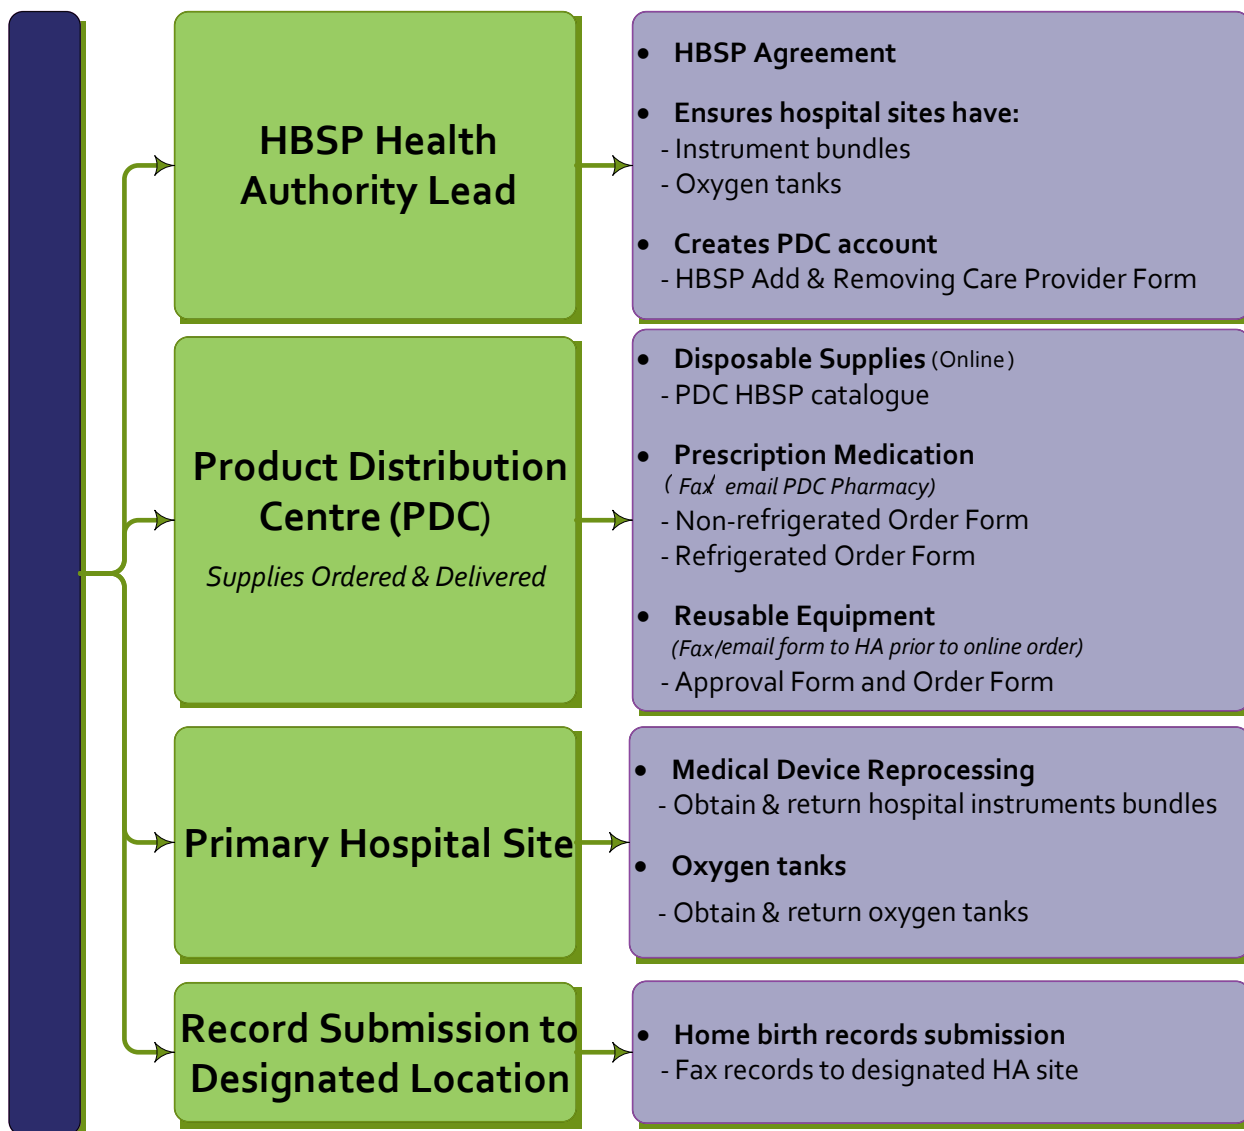 HBSP Health
Authority Lead
• HBSP Agreement
• Ensures hospital sites have:
- Instrument bundles
- Oxygen tanks
• Creates PDC account
- HBSP Add & Removing Care Provider Form
Product Distribution
Centre (PDC)
Supplies Ordered & Delivered
• Disposable Supplies (Online)
- PDC HBSP catalogue
• Prescription Medication
( Fax/ email PDC Pharmacy)
- Non-refrigerated Order Form
- Refrigerated Order Form
• Reusable Equipment
(Fax/email form to HA prior to online order)
- Approval Form and Order Form
Primary Hospital Site
• Medical Device Reprocessing
- Obtain & return hospital instruments bundles
• Oxygen tanks
- Obtain & return oxygen tanks
Record Submission to
Designated Location
• Home birth records submission
- Fax records to designated HA site